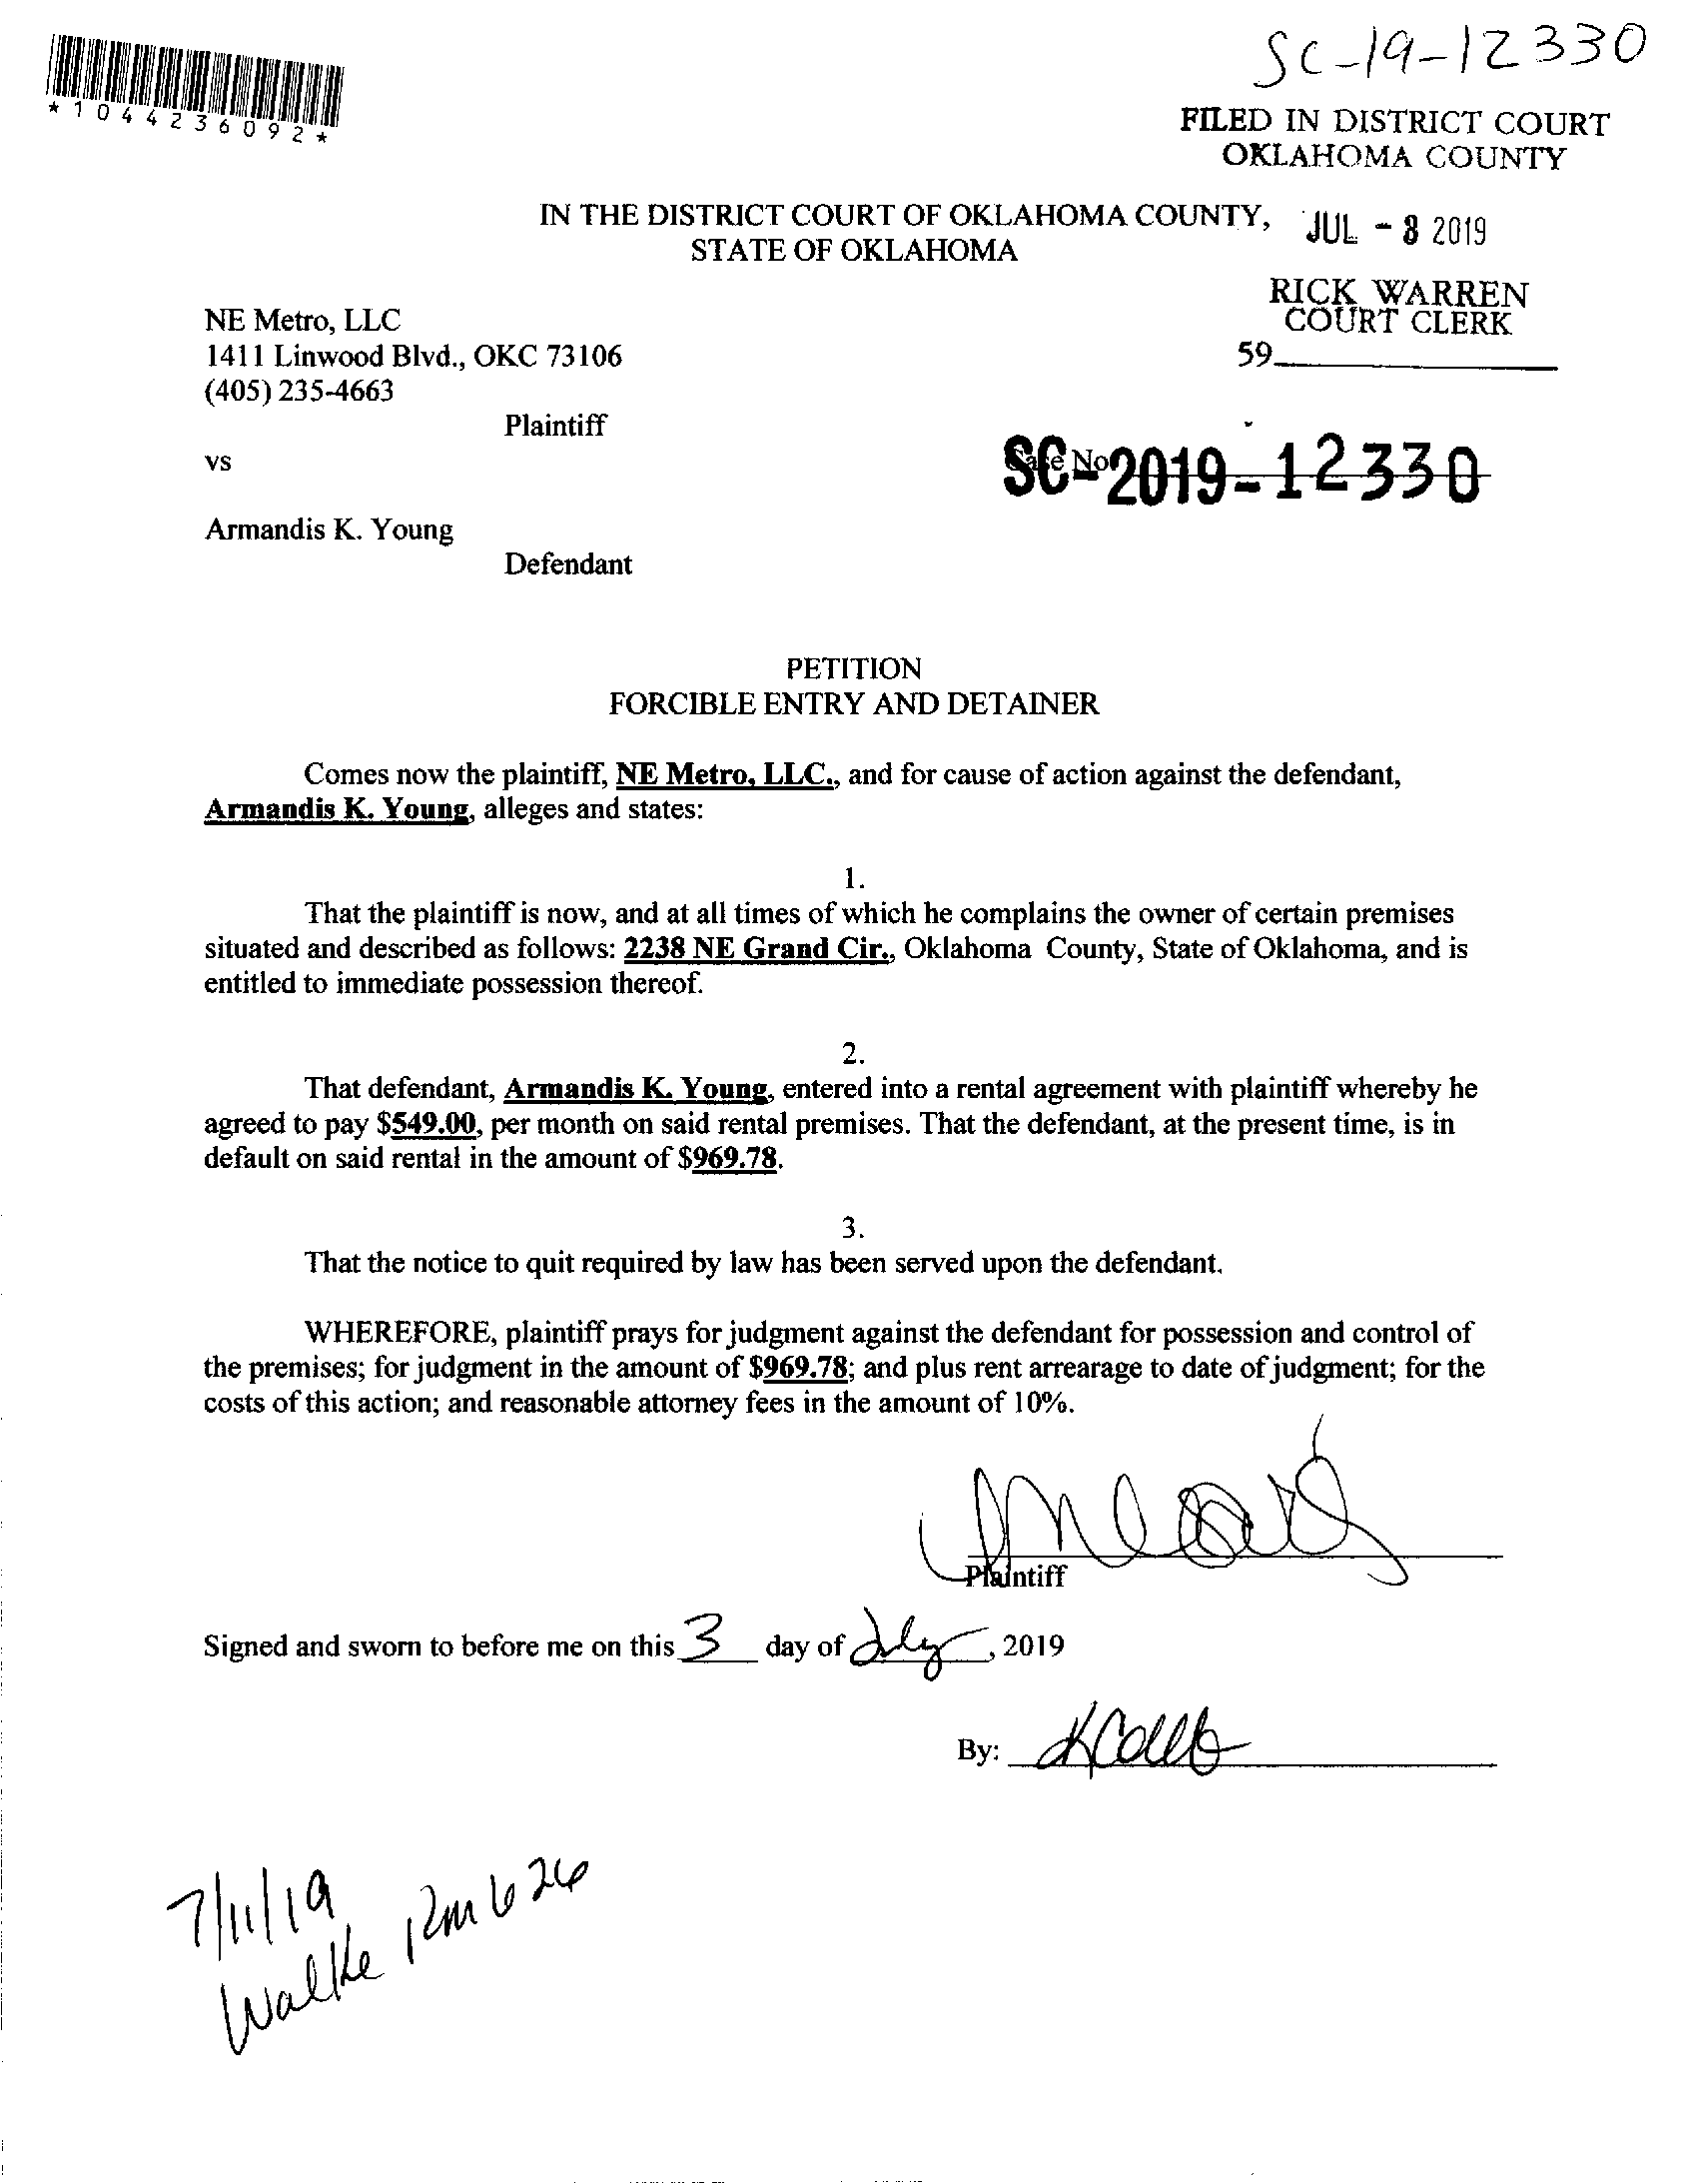 SC-19-12330
*1044236092*
FILED IN DISTRICT COURT
OKLAHOMA COUNTY
IN THE DISTRICT COURT OF OKLAHOMA COUNTY,
STATE OF OKLAHOMA
JUL - 8 2019
RICK WARREN
COURT CLERK
59
NE Metro, LLC
1411 Linwood Blvd., OKC 73106
(405) 235-4663
Plaintiff
vs
Case No
SC-2019-12330
Armandis K. Young
Defendant
PETITION
FORCIBLE ENTRY AND DETAINER
Comes now the plaintiff, NE Metro, LLC., and for cause of action against the defendant,
Armandis K. Young, alleges and states:
1.
That the plaintiff is now, and at all times of which he complains the owner of certain premises
situated and described as follows: 2238 NE Grand Cir., Oklahoma County, State of Oklahoma, and is
entitled to immediate possession thereof.
2.
That defendant, Armandis K. Young, entered into a rental agreement with plaintiff whereby he
agreed to pay $549.00, per month on said rental premises. That the defendant, at the present time, is in
default on said rental in the amount of $969.78.
3.
That the notice to quit required by law has been served upon the defendant.
WHEREFORE, plaintiff prays for judgment against the defendant for possession and control of
the premises; for judgment in the amount of $969.78; and plus rent arrearage to date of judgment; for the
costs of this action; and reasonable attorney fees in the amount of 10%.
Plaintiff
Signed and sworn to before me on this 3 day of July, 2019
By:
7/11/19
Walke Rm 626